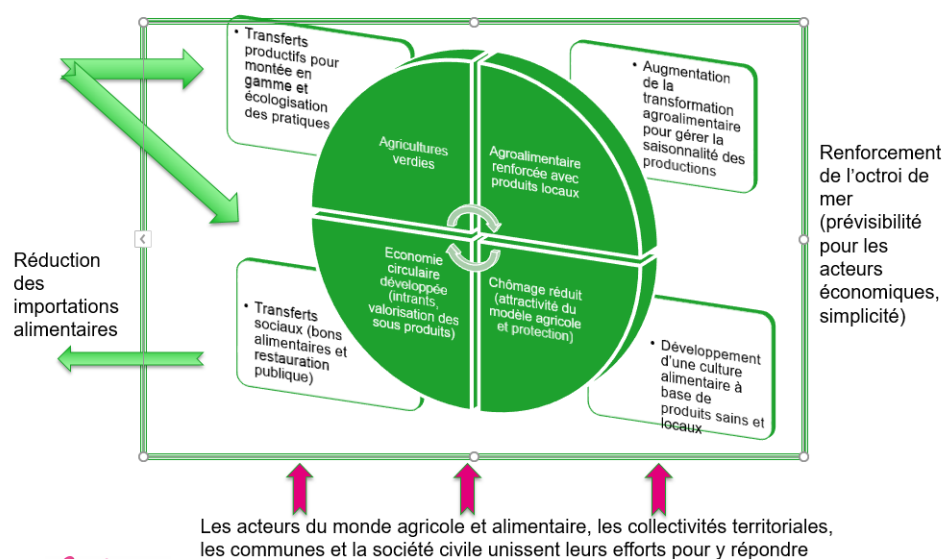 • Transferts
productifs pour
montée en
gamme et
écologisation
des pratiques
• Augmentation
de la
transformation
agroalimentaire
pour gérer la
saisonnalité des
productions
Agricultures
verdies
Agroalimentaire
renforcée avec
produits locaux
Renforcement
de l'octroi de
mer
(prévisibilité
pour les
acteurs
économiques,
simplicité)
Réduction
des
importations
alimentaires
Economie
circulaire
développée
(intrants,
valorisation des
sous produits)
Chômage réduit
(attractivité du
modèle agricole
et protection)
• Transferts
sociaux (bons
alimentaires et
restauration
publique)
• Développement
d'une culture
alimentaire à
base de
produits sains et
locaux
Les acteurs du monde agricole et alimentaire, les collectivités territoriales,
les communes et la société civile unissent leurs efforts pour y répondre